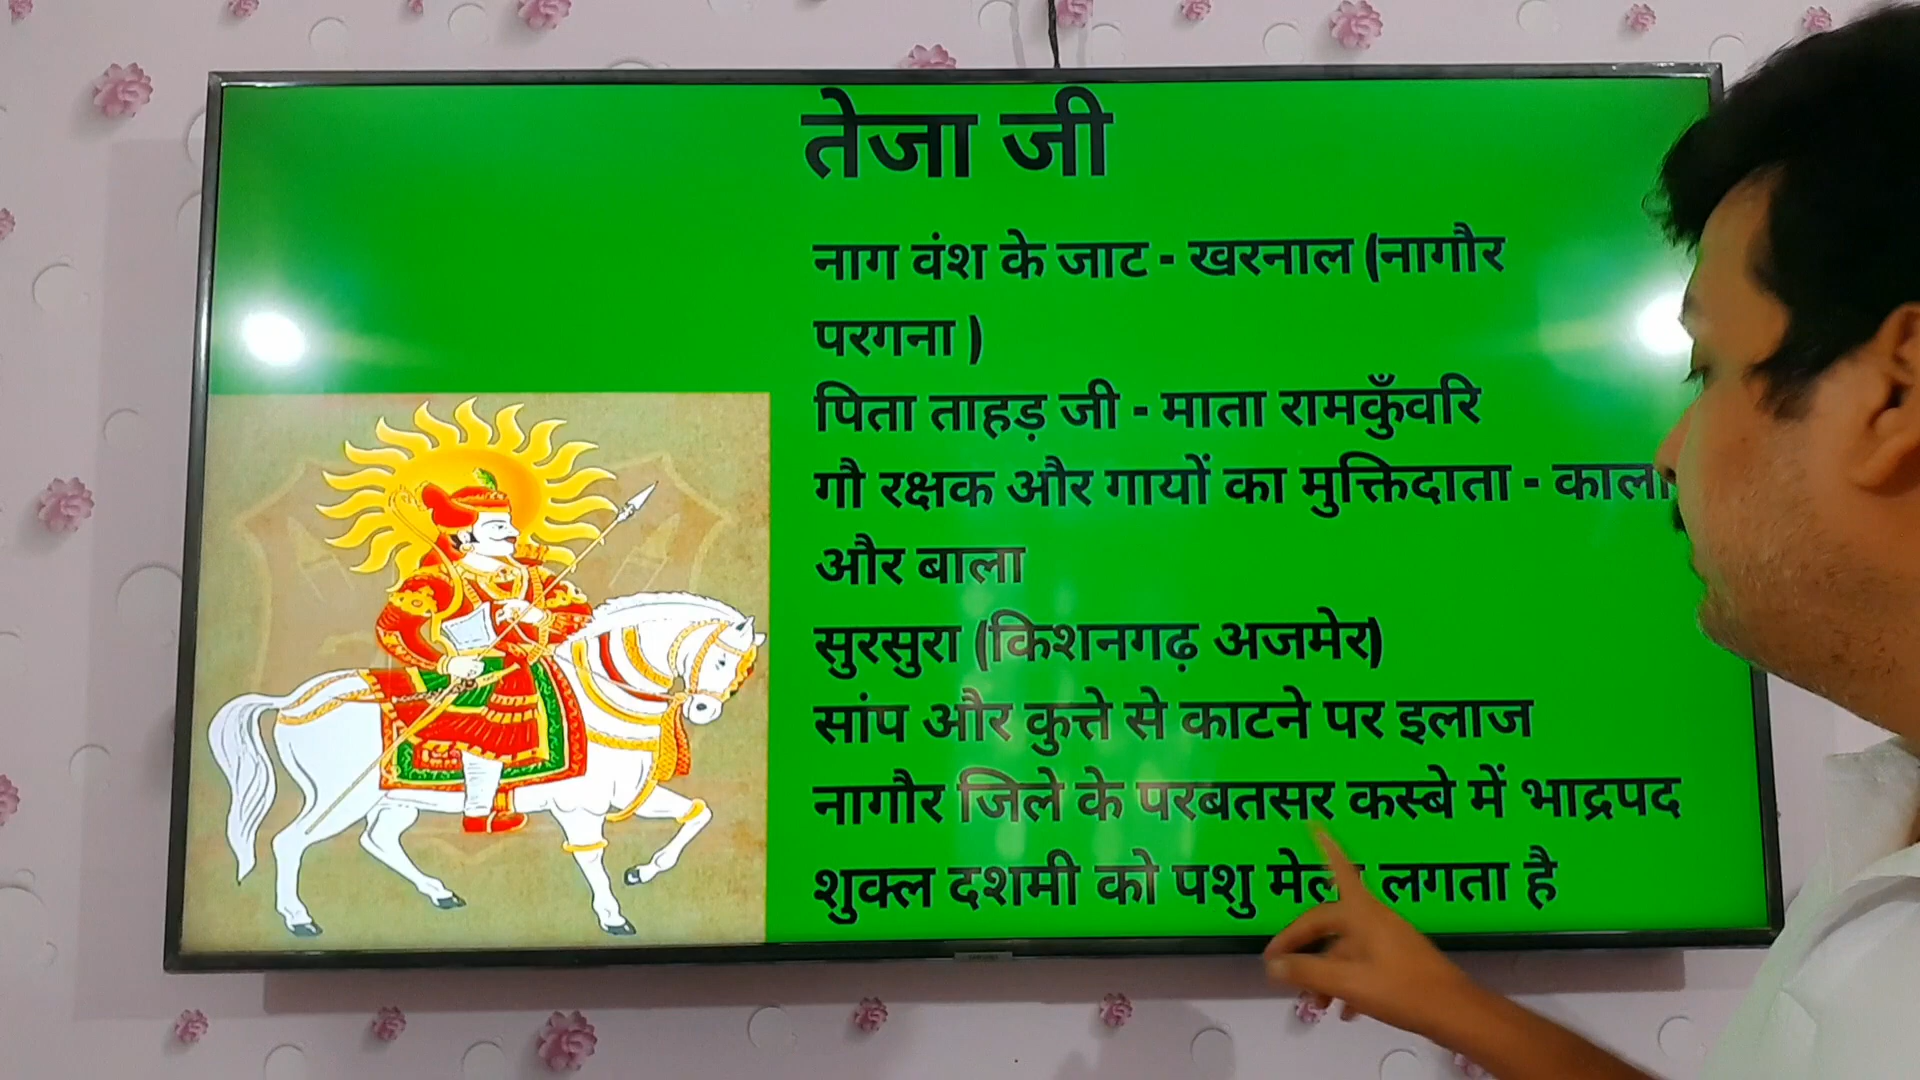 तेजा जी
नाग वंश के जाट - खरनाल (नागौर
परगना )
पिता ताहड़ जी - माता रामकुँवरि
गौ रक्षक और गायों का मुक्तिदाता - काला
और बाला
सुरसुरा (किशनगढ़ अजमेर)
सांप और कुत्ते से काटने पर इलाज
नागौर जिले के परबतसर कस्बे में भाद्रपद
शुक्ल दशमी को पशु मेला लगता है